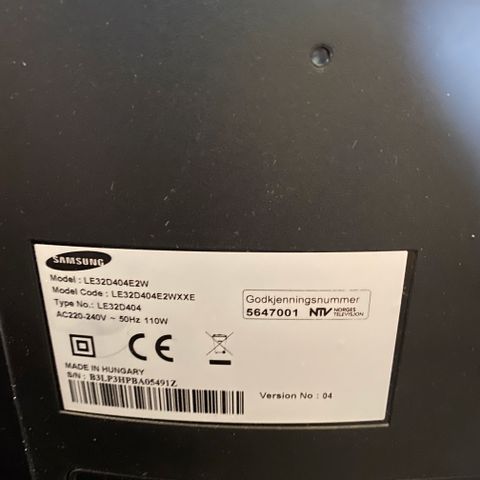 SAMSUNG
Model : LE32D404E2W
Model Code : LE32D404E2WXXE
Type No.: LE32D404
AC220-240V ~ 50Hz 110W
Godkjenningsnummer
5647001 NTV NORGES TELEVISION
CE
MADE IN HUNGARY
S/N : B3LP3HPBA05491Z
Version No : 04